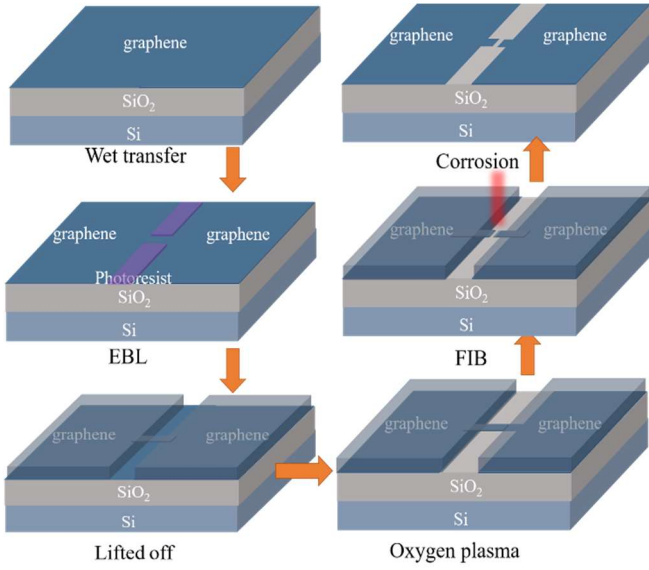 graphene
SiO₂
Si
Wet transfer
graphene
graphene
Photoresist
SiO₂
Si
EBL
graphene
graphene
SiO₂
Si
Lifted off
graphene
graphene
SiO₂
Si
Oxygen plasma
graphene
graphene
SiO₂
Si
FIB
graphene
graphene
SiO₂
Si
Corrosion